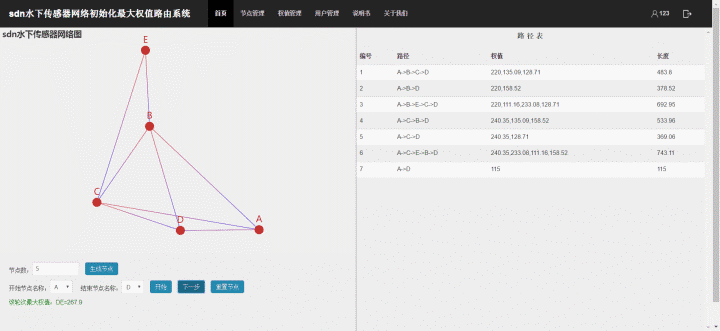 sdn水下传感器网络初始化最大权值路由系统 首页 节点管理 权值管理 用户管理 说明书 关于我们 123
sdn水下传感器网络图
E
B
C
D
A
节点数: 5 生成节点
开始节点名称: A 结束节点名称: D 开始 下一步 重置节点
该轮次最大权值: DE=267.9
路 径 表
编号 路径 权值 长度
1 A->B->C->D 220,135.09,128.71 483.8
2 A->B->D 220,158.52 378.52
3 A->B->E->C->D 220,111.16,233.08,128.71 692.95
4 A->C->B->D 240.35,135.09,158.52 533.96
5 A->C->D 240.35,128.71 369.06
6 A->C->E->B->D 240.35,233.08,111.16,158.52 743.11
7 A->D 115 115